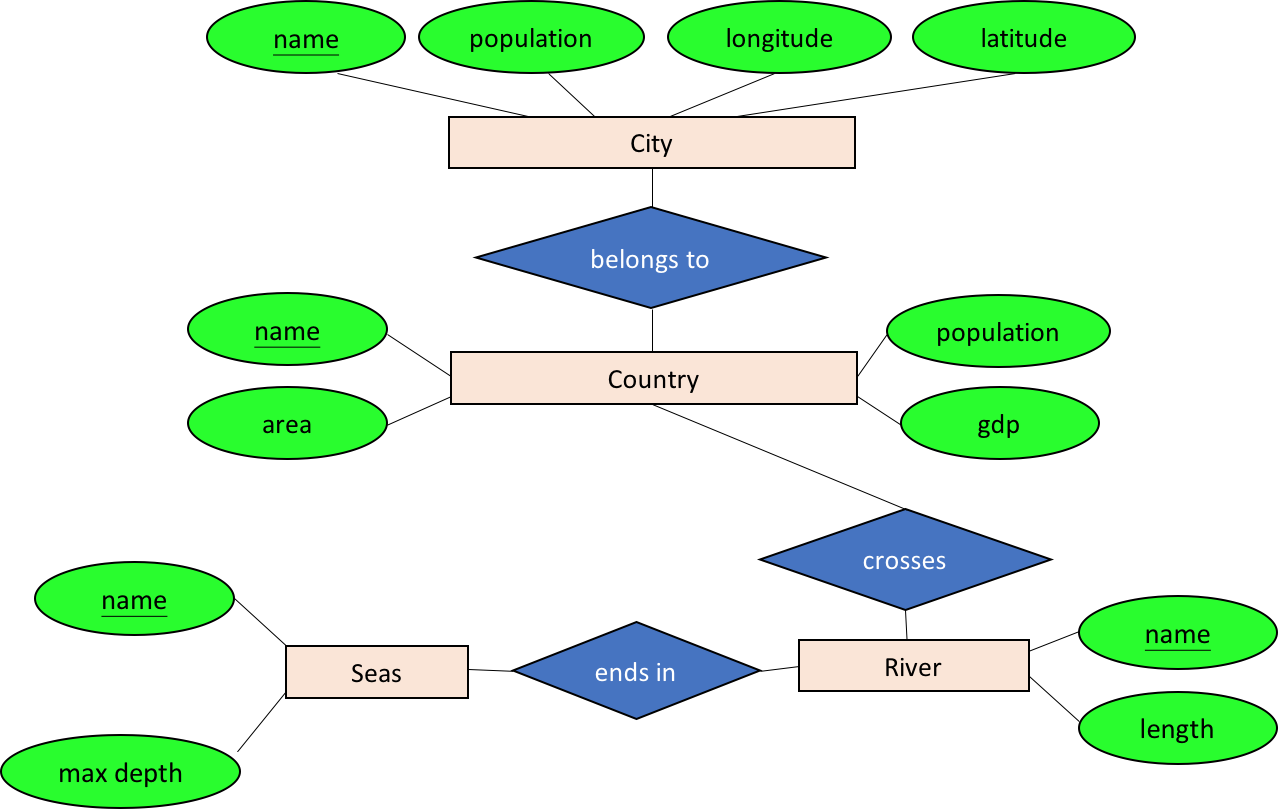 name
population
longitude
latitude
City
belongs to
name
population
Country
area
gdp
crosses
name
name
Seas
ends in
River
length
max depth